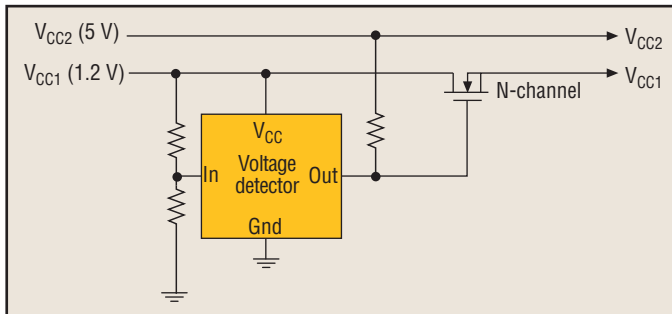 VCC2 (5 V)
VCC2
VCC1 (1.2 V)
VCC1
N-channel
VCC
In
Voltage
detector
Out
Gnd